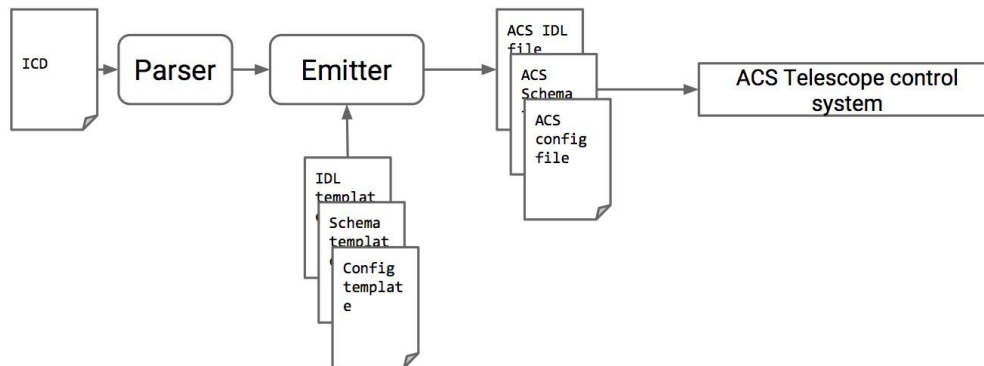 ICD
Parser
Emitter
ACS IDL
file
ACS
Schema
ACS
config
file
ACS Telescope control
system
IDL
templat
Schema
templat
Config
templat
e